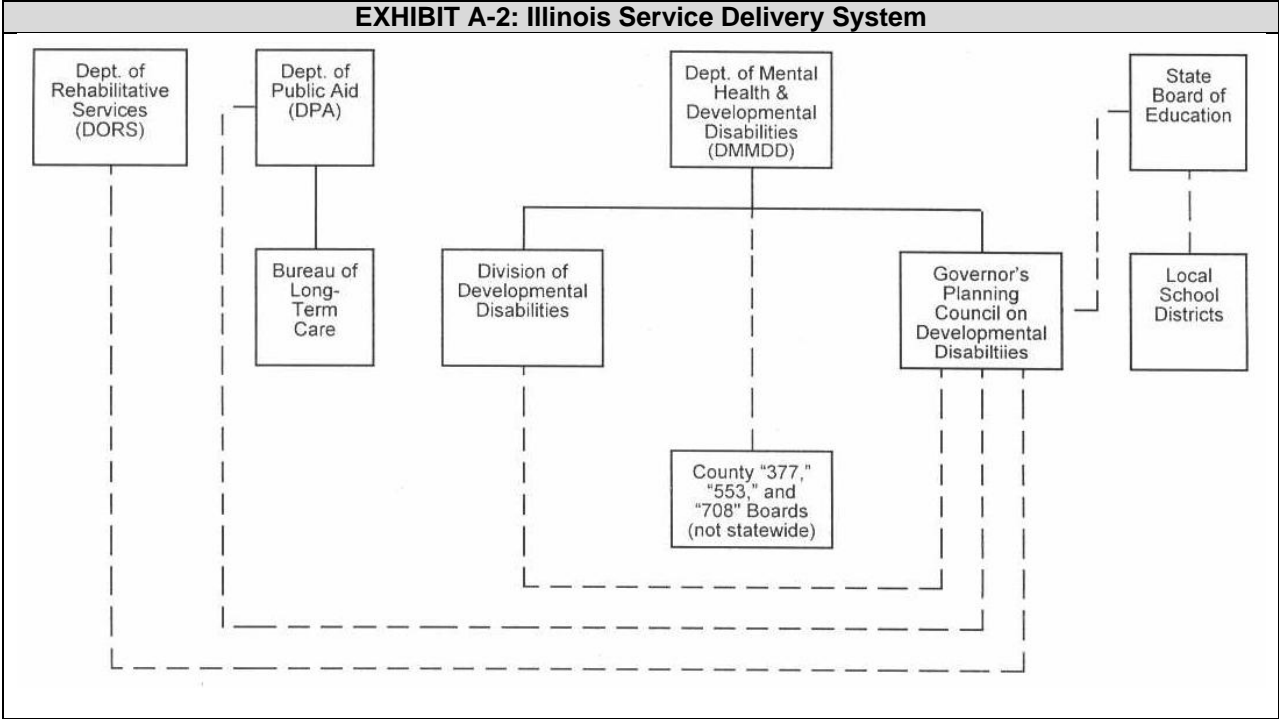 EXHIBIT A-2: Illinois Service Delivery System
Dept. of
Rehabilitative
Services
(DORS)
Dept. of
Public Aid
(DPA)
Dept. of Mental
Health &
Developmental
Disabilities
(DMMDD)
State
Board of
Education
Bureau of
Long-
Term
Care
Division of
Developmental
Disabilities
Governor's
Planning
Council on
Developmental
Disabiltiies
Local
School
Districts
County “377,”
“553,” and
“708" Boards
(not statewide)